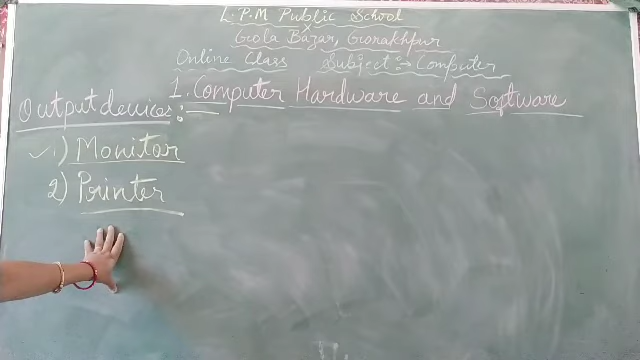 L.P.M Public School
Gola Bazar, Gorakhpur
Online Class Subject:→ Computer
1. Computer Hardware and Software
Output devices:
✓1) Monitor
2) Printer